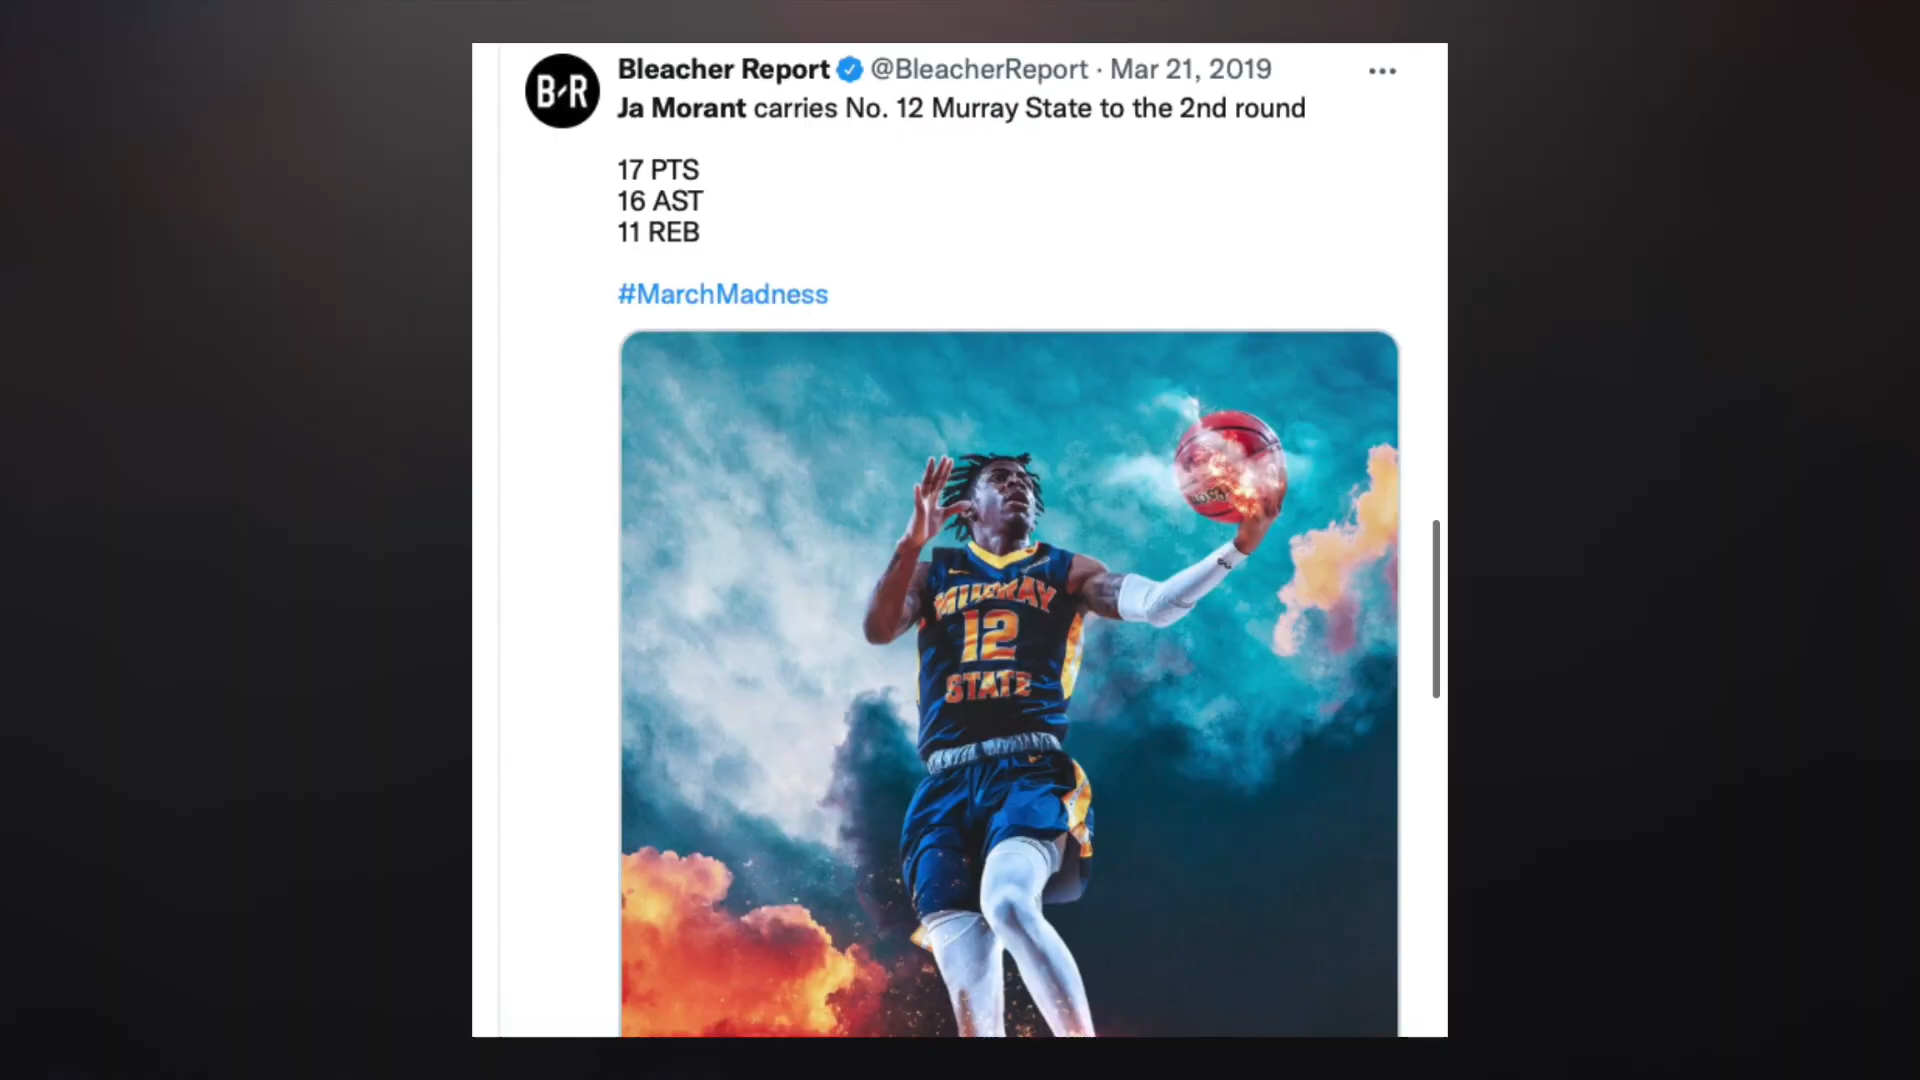 B-R
Bleacher Report @BleacherReport · Mar 21, 2019
Ja Morant carries No. 12 Murray State to the 2nd round
17 PTS
16 AST
11 REB
#MarchMadness
MURRAY
12
STATE